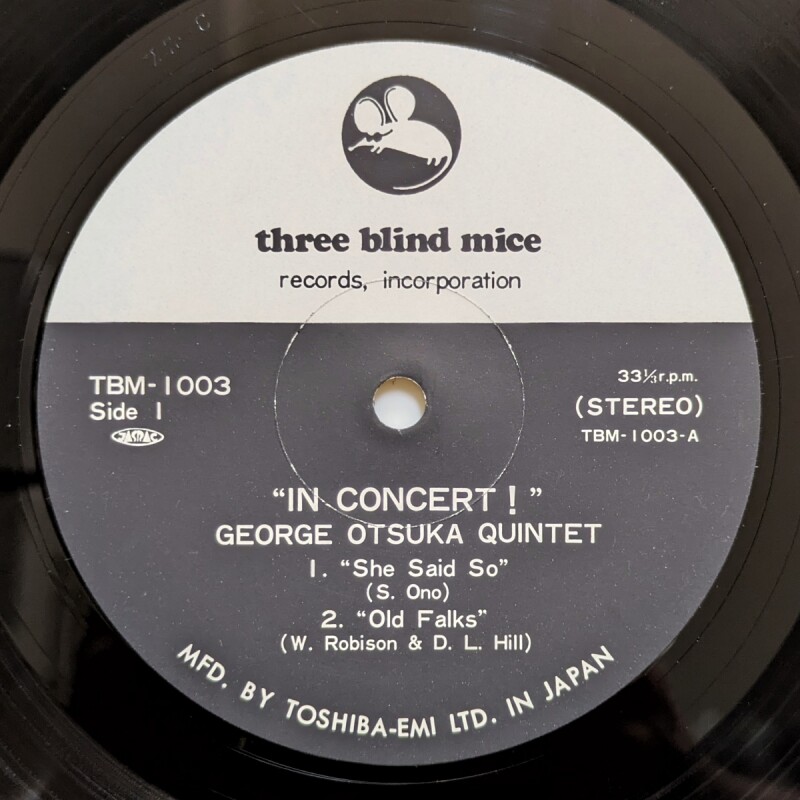 three blind mice
records, incorporation
TBM-1003
Side 1
JASRAC
33⅓r.p.m.
(STEREO)
TBM-1003-A
“IN CONCERT!”
GEORGE OTSUKA QUINTET
1. “She Said So”
(S. Ono)
2. “Old Falks”
(W. Robison & D. L. Hill)
MFD. BY TOSHIBA-EMI LTD. IN JAPAN